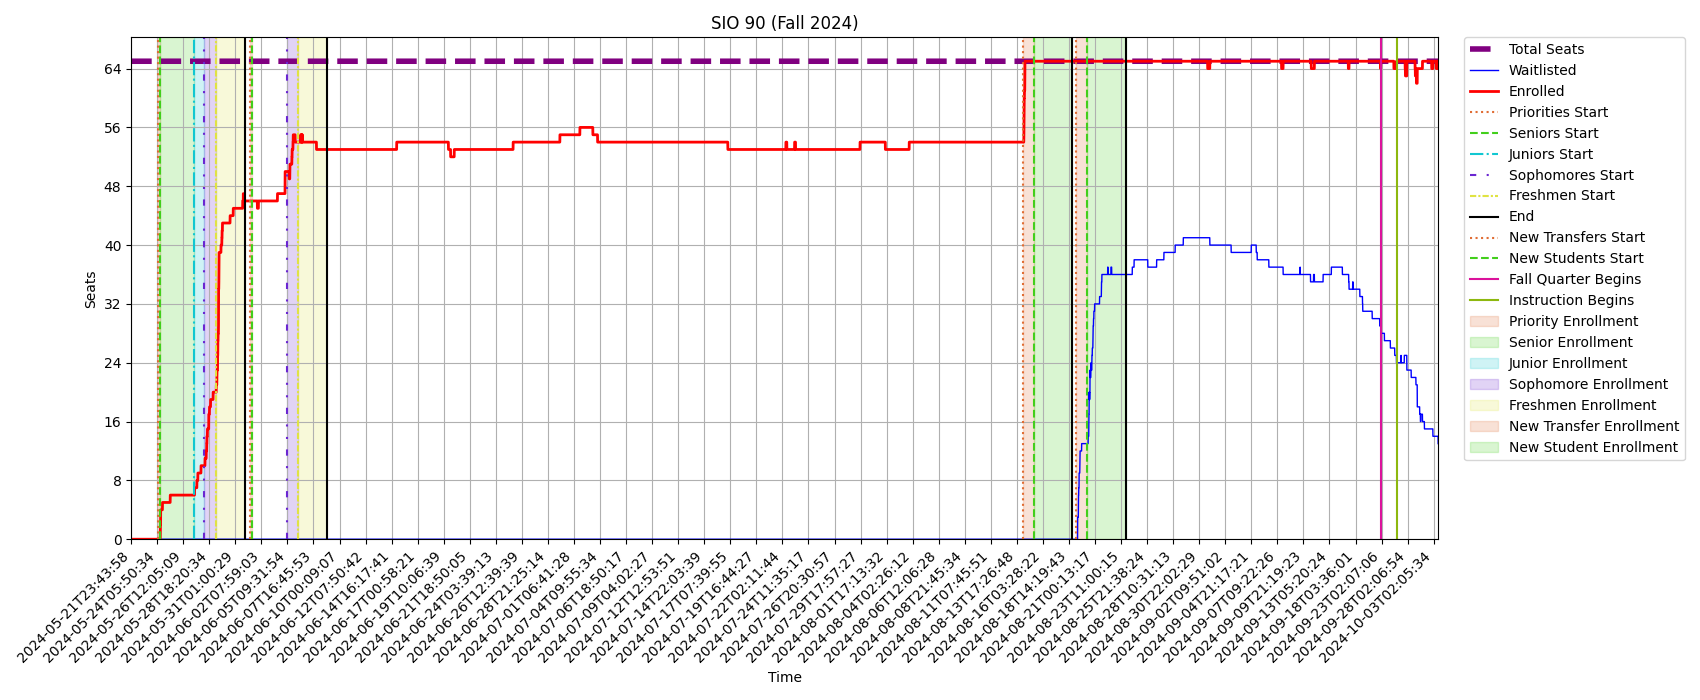 SIO 90 (Fall 2024)
Seats
64
56
48
40
32
24
16
8
0
2024-05-21T23:43:58
2024-05-24T05:50:34
2024-05-26T12:05:09
2024-05-28T18:20:34
2024-05-31T01:00:29
2024-06-02T07:59:03
2024-06-05T09:31:54
2024-06-07T16:45:53
2024-06-10T00:09:07
2024-06-12T07:50:42
2024-06-14T16:17:41
2024-06-17T00:58:21
2024-06-19T10:06:39
2024-06-21T18:50:05
2024-06-24T03:39:13
2024-06-26T12:39:39
2024-06-28T21:25:14
2024-07-01T06:41:28
2024-07-04T09:55:34
2024-07-06T18:50:17
2024-07-09T04:02:27
2024-07-12T12:53:51
2024-07-14T22:03:39
2024-07-17T07:39:55
2024-07-19T16:44:27
2024-07-22T02:11:44
2024-07-24T11:35:17
2024-07-26T20:30:57
2024-07-29T17:57:27
2024-08-01T17:13:32
2024-08-04T02:26:12
2024-08-06T12:06:28
2024-08-08T21:45:34
2024-08-11T07:45:51
2024-08-13T17:26:48
2024-08-16T03:28:22
2024-08-18T14:19:43
2024-08-21T00:13:17
2024-08-23T11:00:15
2024-08-25T21:38:24
2024-08-28T10:31:13
2024-08-30T22:02:29
2024-09-02T09:51:02
2024-09-04T21:17:21
2024-09-07T09:22:26
2024-09-09T21:19:23
2024-09-13T05:20:24
2024-09-18T03:36:01
2024-09-23T02:07:06
2024-09-28T02:06:54
2024-10-03T02:05:34
Time
Total Seats
Waitlisted
Enrolled
Priorities Start
Seniors Start
Juniors Start
Sophomores Start
Freshmen Start
End
New Transfers Start
New Students Start
Fall Quarter Begins
Instruction Begins
Priority Enrollment
Senior Enrollment
Junior Enrollment
Sophomore Enrollment
Freshmen Enrollment
New Transfer Enrollment
New Student Enrollment